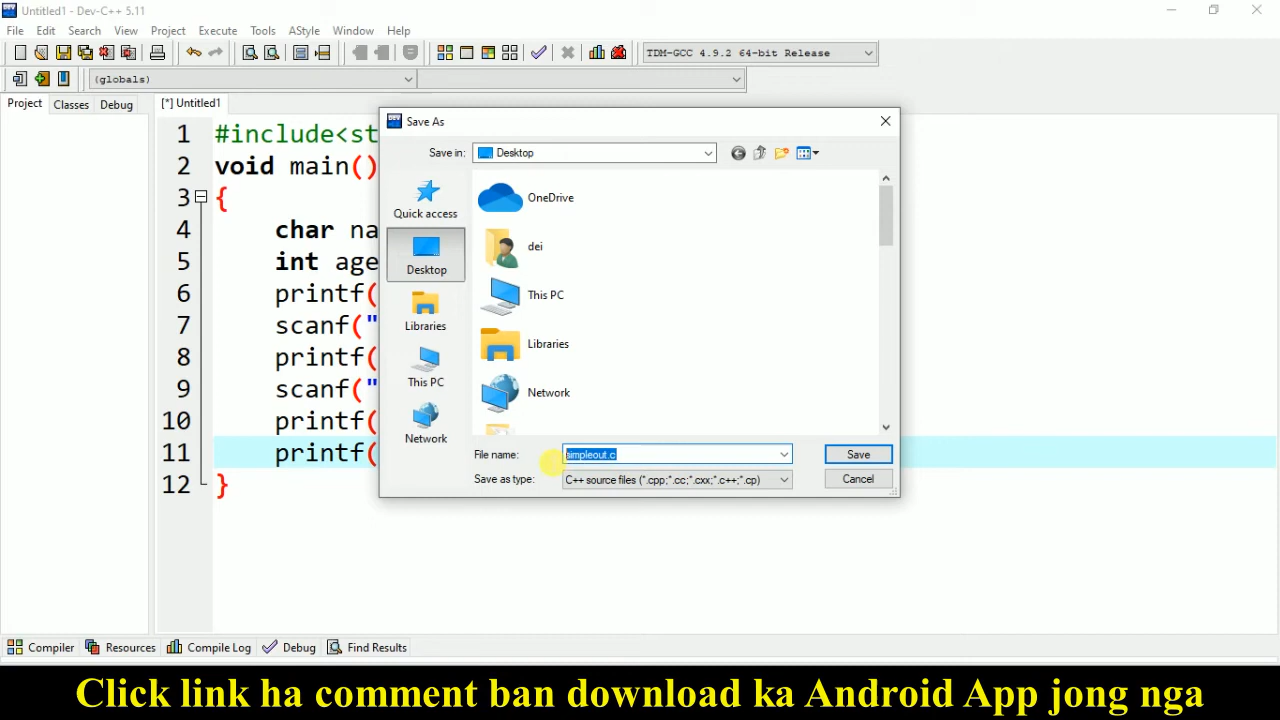 Untitled1 - Dev-C++ 5.11
File Edit Search View Project Execute Tools AStyle Window Help
TDM-GCC 4.9.2 64-bit Release
(globals)
Project Classes Debug [*] Untitled1
Save As
Save in: Desktop
Quick access
Desktop
Libraries
This PC
Network
OneDrive
dei
This PC
Libraries
Network
File name: simpleout.c Save
Save as type: C++ source files (*.cpp;*.cc;*.cxx;*.c++;*.cp) Cancel
1 #include<st
2 void main()
3 {
4 char na
5 int age
6 printf(
7 scanf("
8 printf(
9 scanf("
10 printf(
11 printf(
12 }
Compiler Resources Compile Log Debug Find Results
Click link ha comment ban download ka Android App jong nga